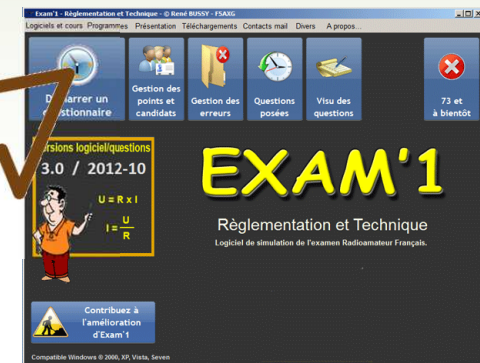 Exam'1 - Règlementation et Technique - © René BUSSY - F5AXG
Logiciels et cours Programmes Présentation Téléchargements Contacts mail Divers A propos...
Démarrer un
questionnaire
Gestion des
points et
candidats
Gestion des
erreurs
Questions
posées
Visu des
questions
73 et
à bientôt
Versions logiciel/questions
3.0 / 2012-10
U = R x I
I = U
R
EXAM'1
Règlementation et Technique
Logiciel de simulation de l'examen Radioamateur Français.
Contribuez à
l'amélioration
d'Exam'1
Compatible Windows ® 2000, XP, Vista, Seven